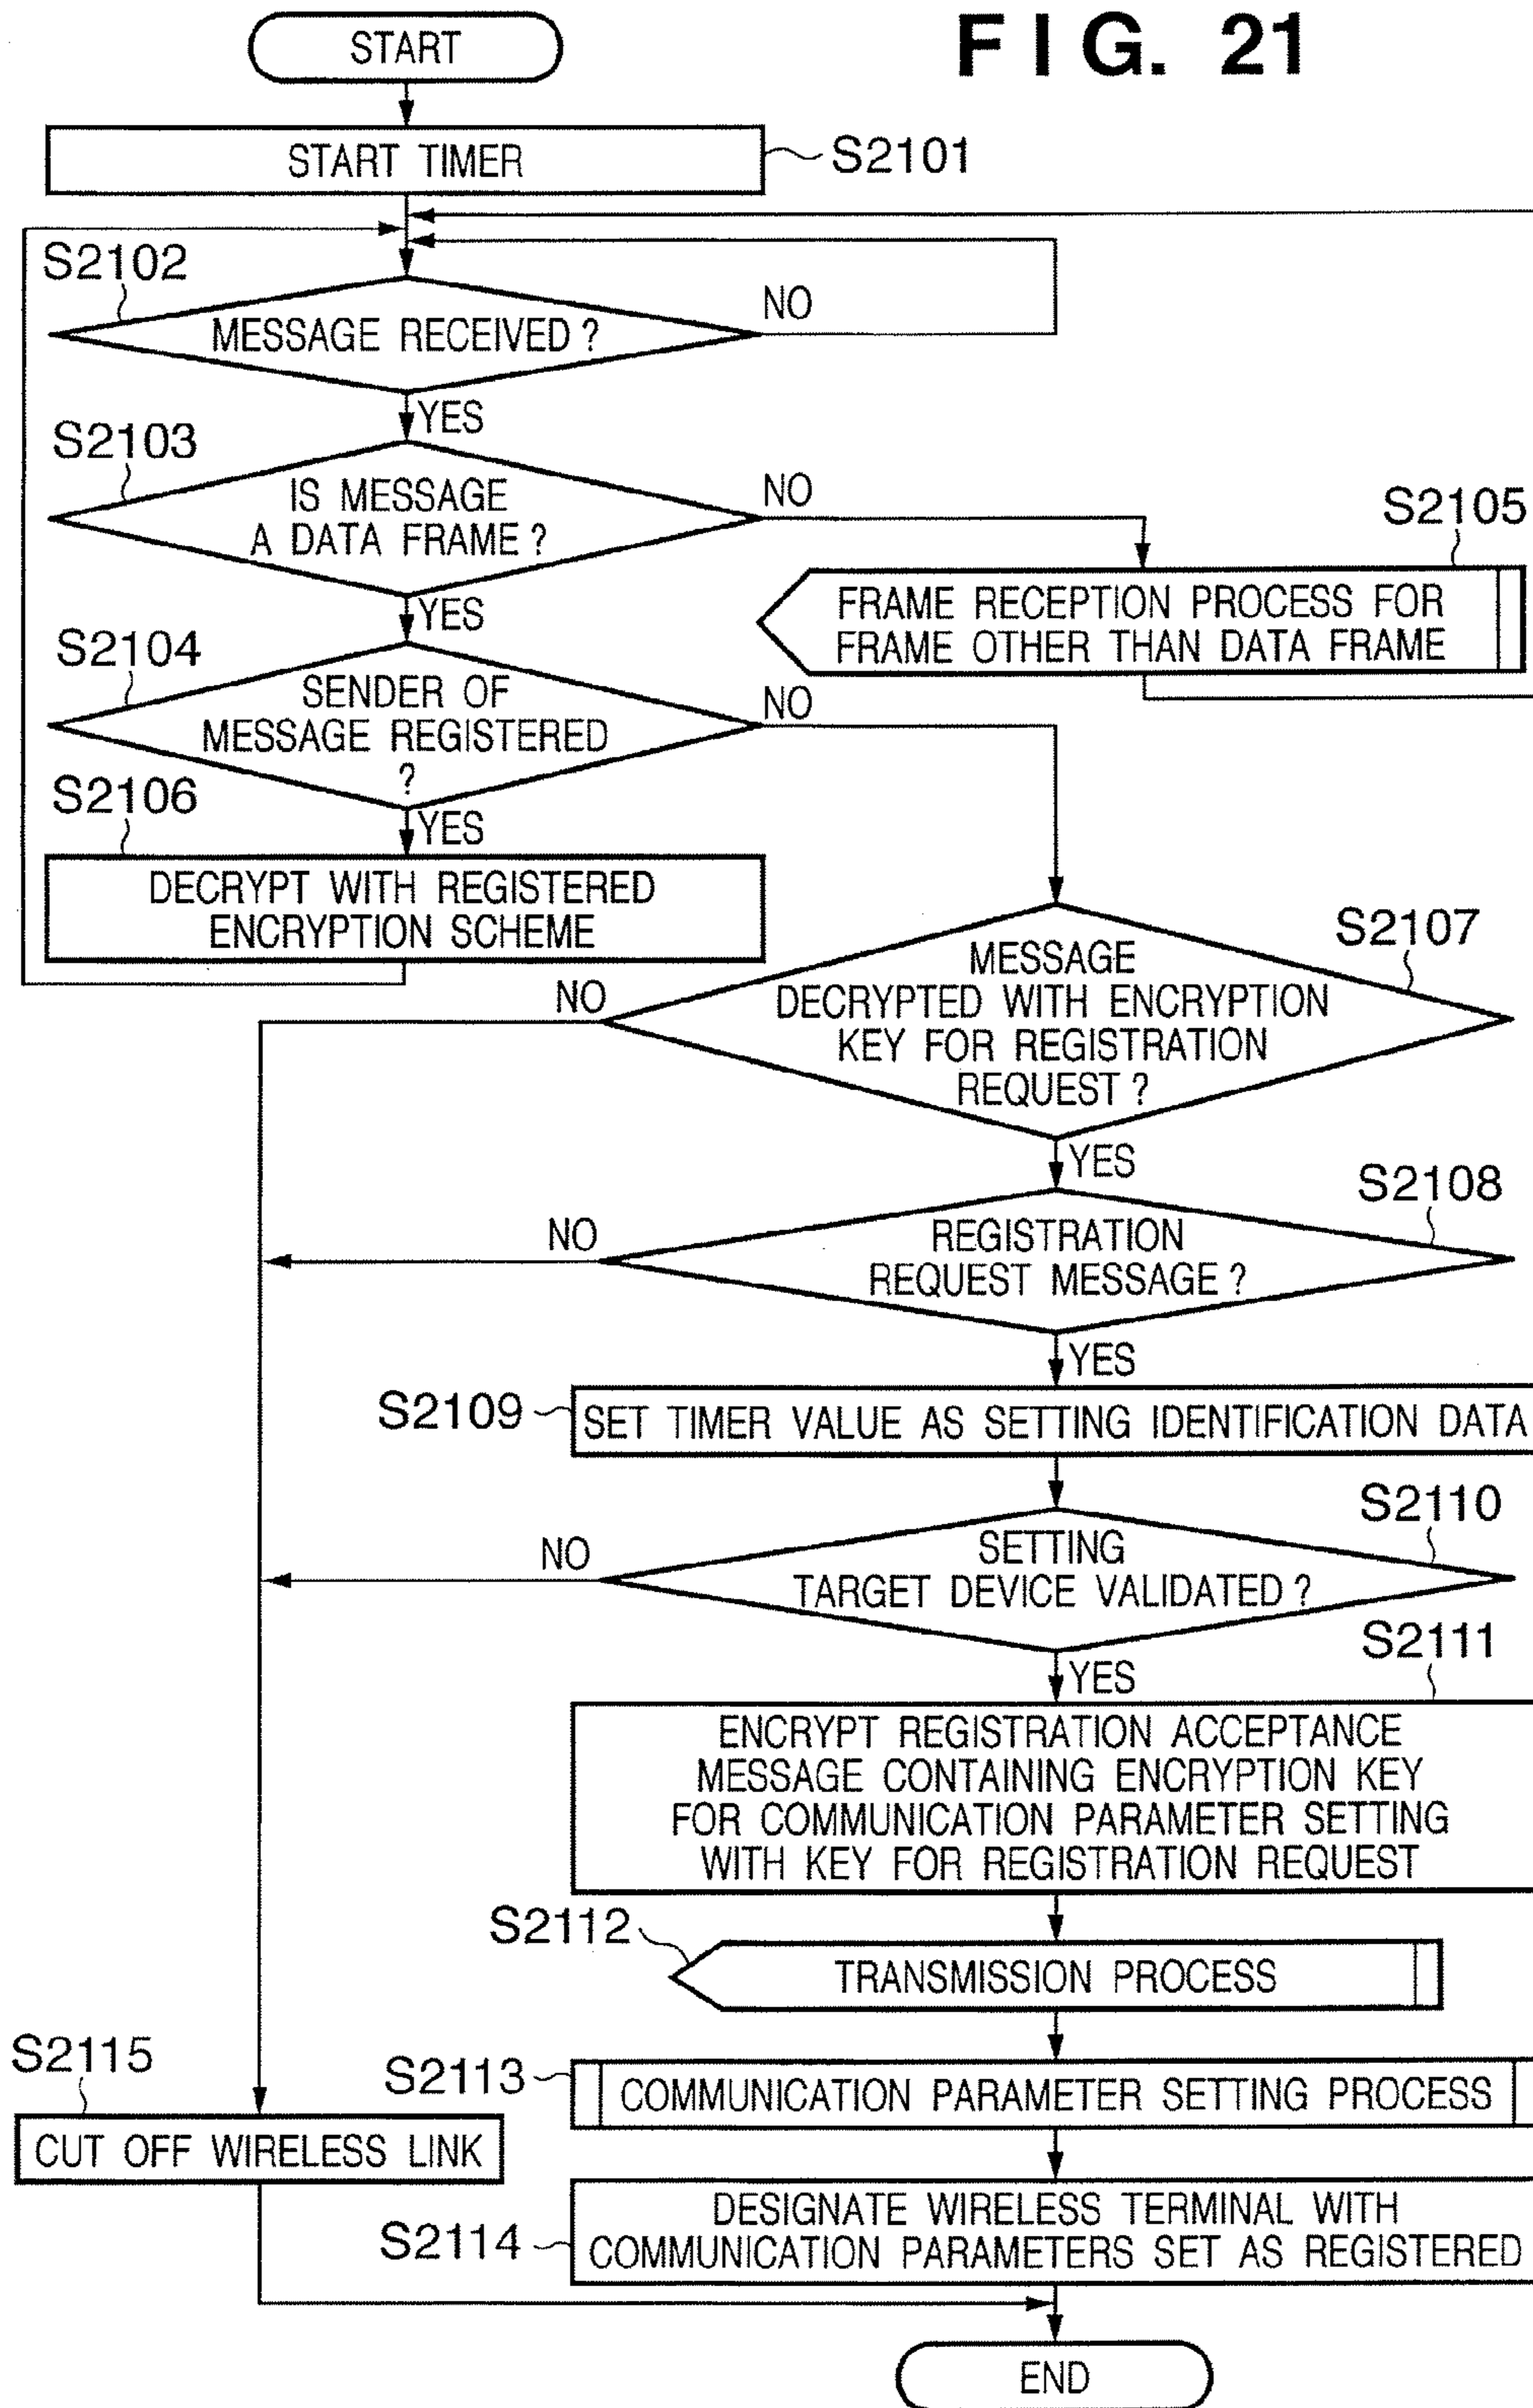 FIG. 21
START
START TIMER
S2101
S2102
MESSAGE RECEIVED?
NO
YES
S2103
IS MESSAGE
A DATA FRAME?
NO
YES
S2105
FRAME RECEPTION PROCESS FOR
FRAME OTHER THAN DATA FRAME
S2104
SENDER OF
MESSAGE REGISTERED
?
NO
YES
S2106
DECRYPT WITH REGISTERED
ENCRYPTION SCHEME
S2107
MESSAGE
DECRYPTED WITH ENCRYPTION
KEY FOR REGISTRATION
REQUEST?
NO
YES
S2108
REGISTRATION
REQUEST MESSAGE?
NO
YES
S2109
SET TIMER VALUE AS SETTING IDENTIFICATION DATA
S2110
SETTING
TARGET DEVICE VALIDATED?
NO
YES
S2111
ENCRYPT REGISTRATION ACCEPTANCE
MESSAGE CONTAINING ENCRYPTION KEY
FOR COMMUNICATION PARAMETER SETTING
WITH KEY FOR REGISTRATION REQUEST
S2112
TRANSMISSION PROCESS
S2113
COMMUNICATION PARAMETER SETTING PROCESS
S2115
CUT OFF WIRELESS LINK
S2114
DESIGNATE WIRELESS TERMINAL WITH
COMMUNICATION PARAMETERS SET AS REGISTERED
END